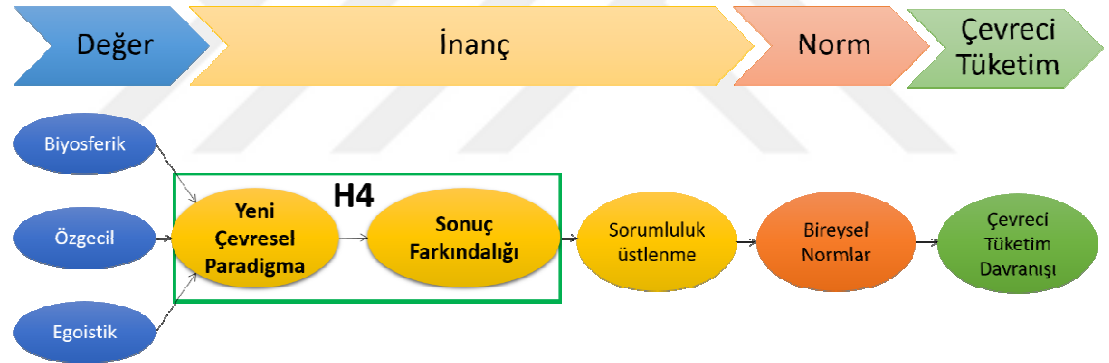 Değer
İnanç
Norm
Çevreci
Tüketim
Biyosferik
Özgecil
Egoistik
Yeni
Çevresel
Paradigma
H4
Sonuç
Farkındalığı
Sorumluluk
üstlenme
Bireysel
Normlar
Çevreci
Tüketim
Davranışı